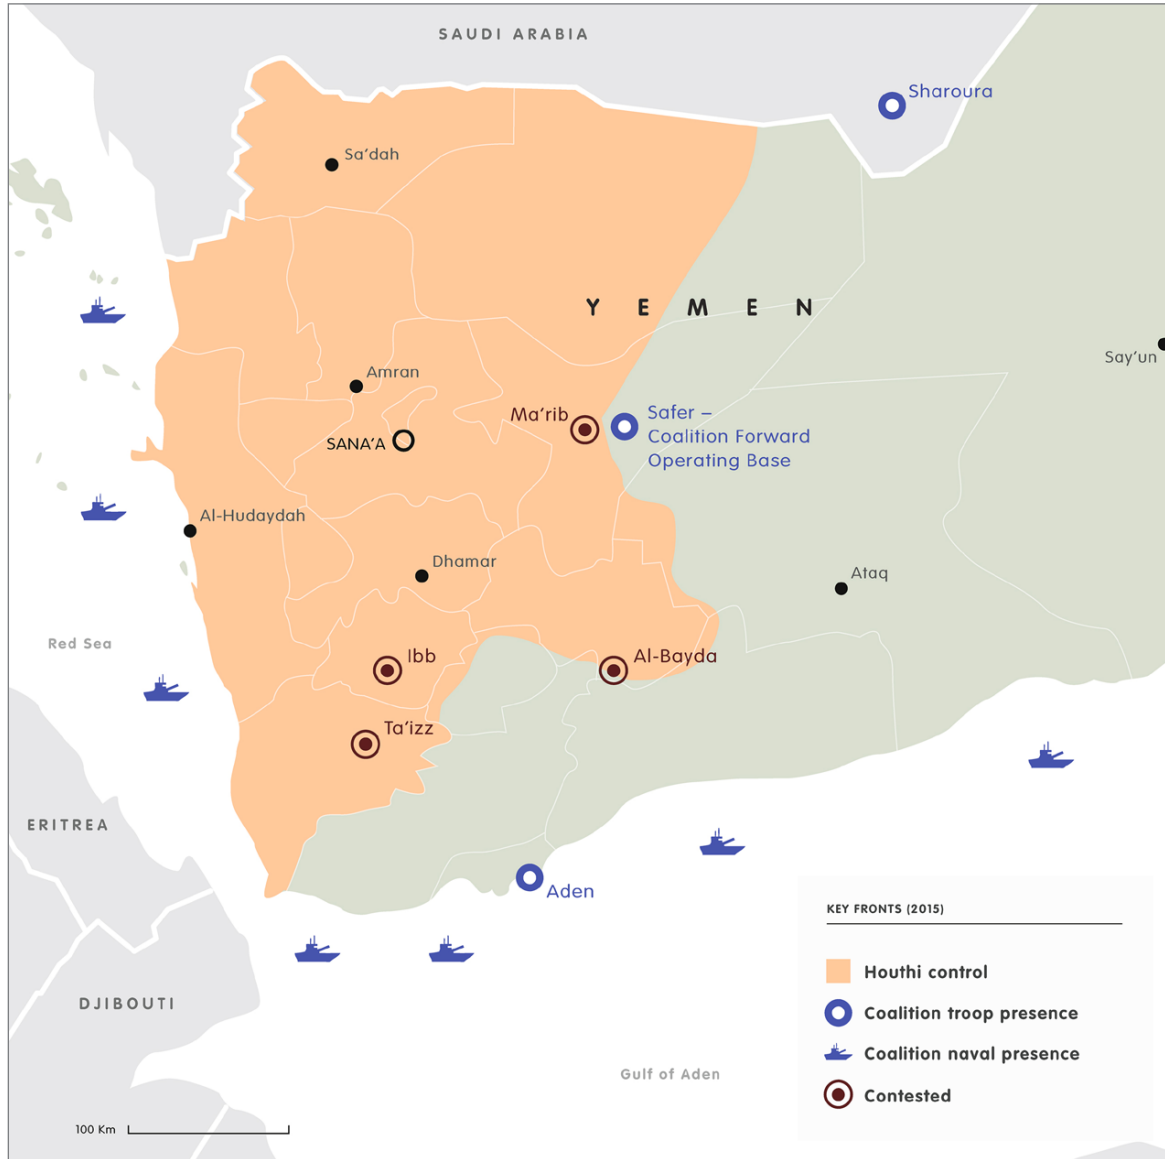 SAUDI ARABIA
Sharoura
Sa’dah
Y E M E N
Say’un
Amran
Ma’rib
Safer –
Coalition Forward
Operating Base
SANA’A
Al-Hudaydah
Dhamar
Ataq
Red Sea
Ibb
Al-Bayda
Ta’izz
ERITREA
Aden
KEY FRONTS (2015)
Houthi control
Coalition troop presence
Coalition naval presence
Contested
DJIBOUTI
Gulf of Aden
100 Km